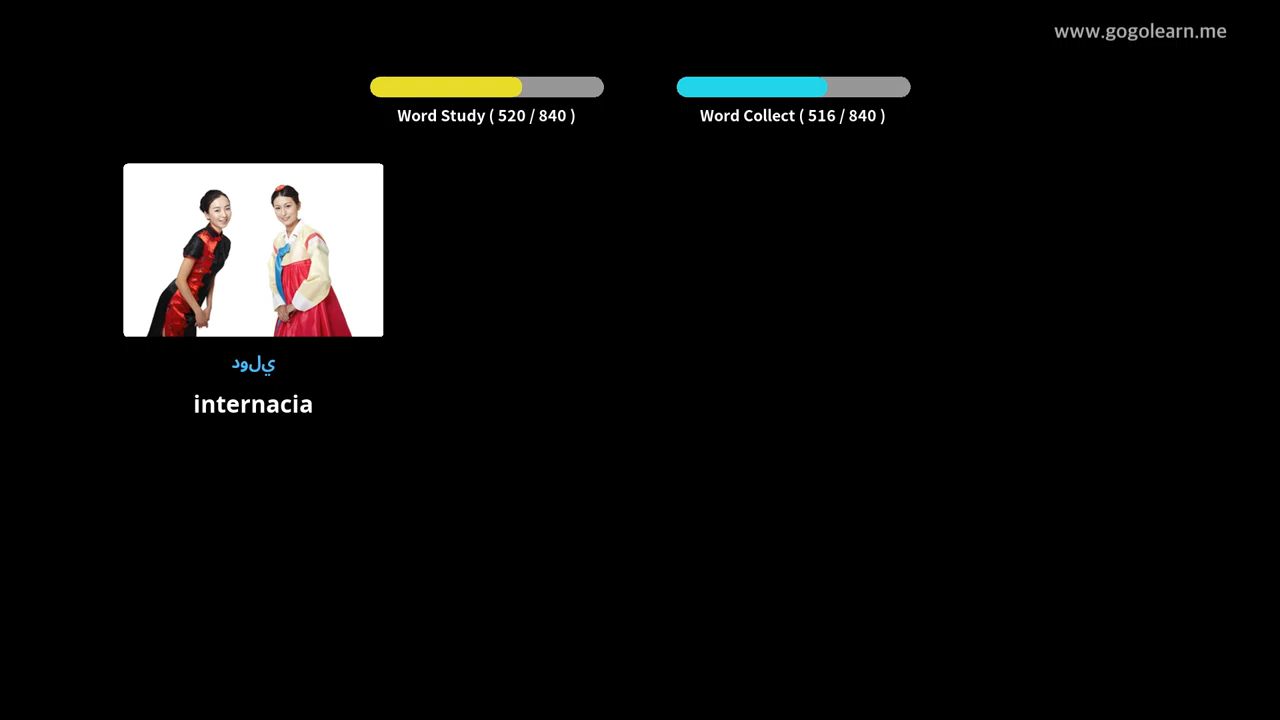 www.gogolearn.me
Word Study ( 520 / 840 )
Word Collect ( 516 / 840 )
دولي
internacia